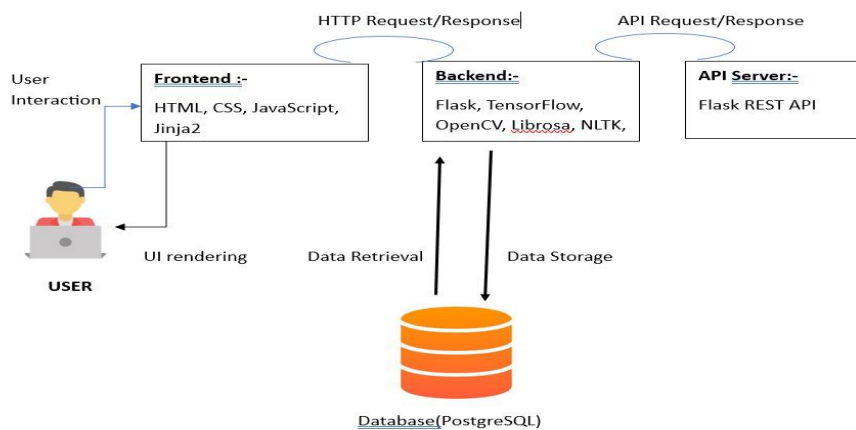 HTTP Request/Response
API Request/Response
User
Interaction
Frontend :-
HTML, CSS, JavaScript,
Jinja2
Backend:-
Flask, TensorFlow,
OpenCV, Librosa, NLTK,
API Server:-
Flask REST API
UI rendering
Data Retrieval
Data Storage
USER
Database(PostgreSQL)